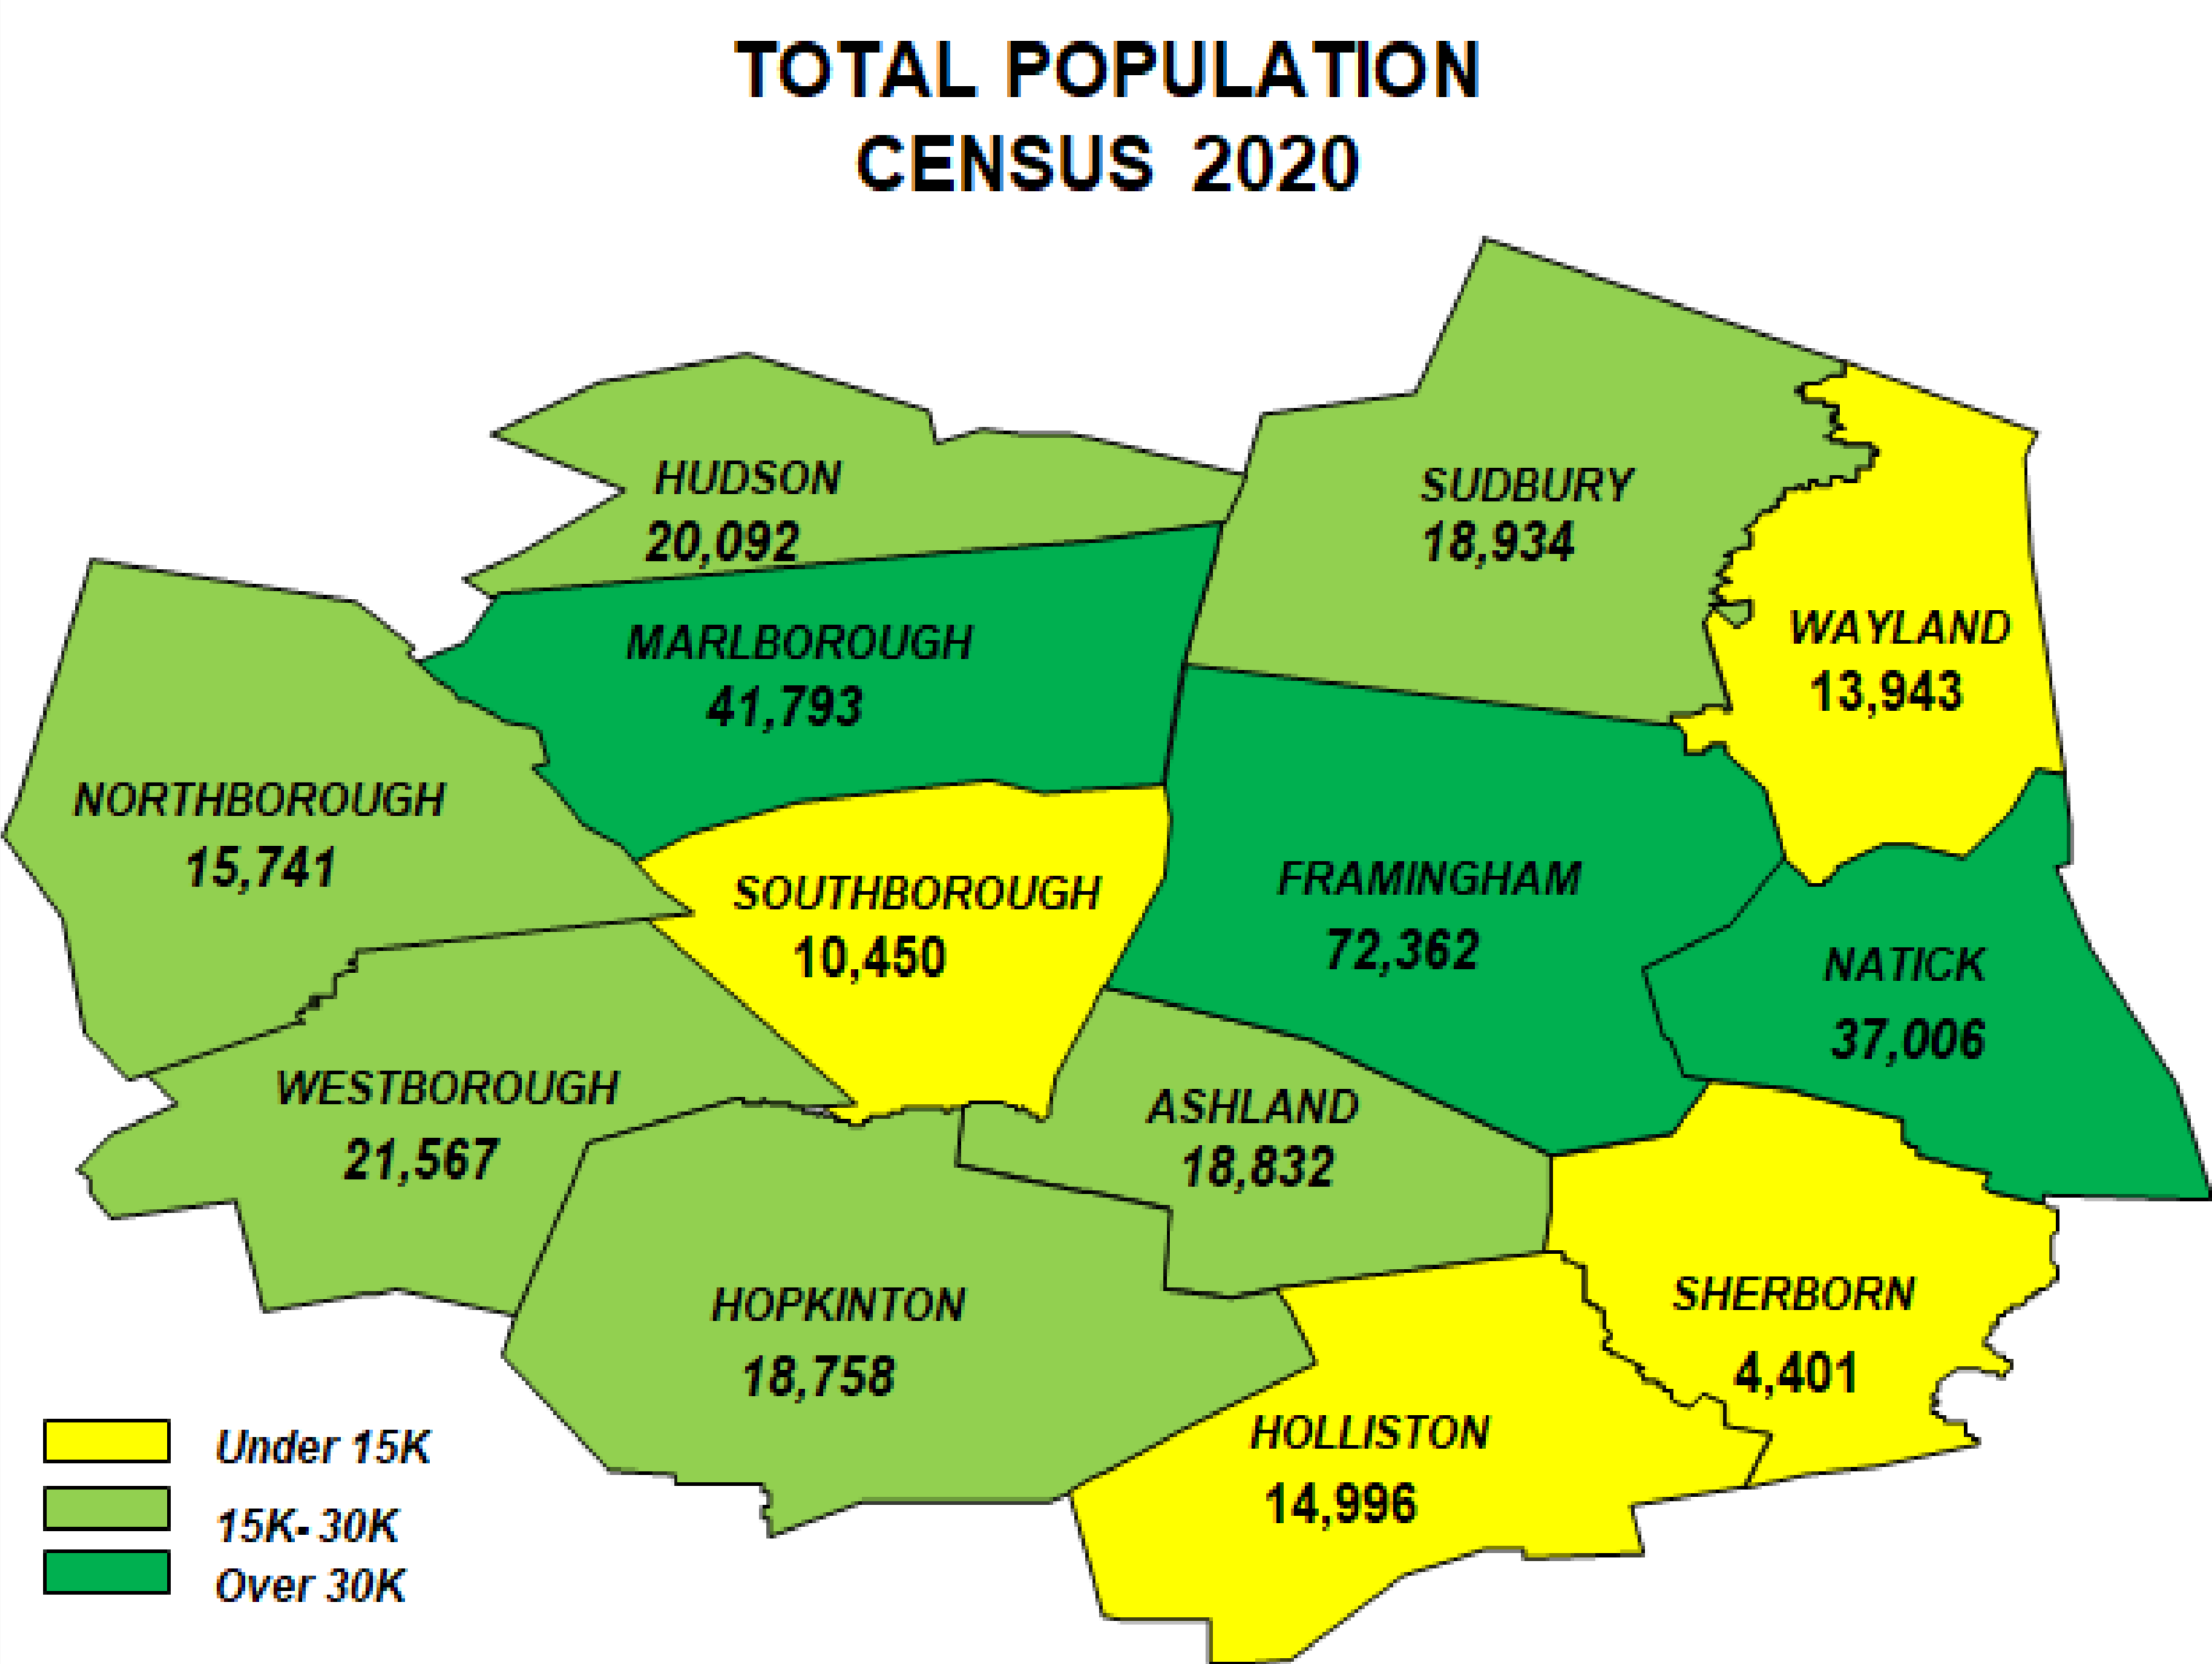 TOTAL POPULATION
CENSUS 2020
HUDSON
20,092
SUDBURY
18,934
MARLBOROUGH
41,793
WAYLAND
13,943
NORTHBOROUGH
15,741
SOUTHBOROUGH
10,450
FRAMINGHAM
72,362
NATICK
37,006
WESTBOROUGH
21,567
ASHLAND
18,832
HOPKINTON
18,758
SHERBORN
4,401
HOLLISTON
14,996
Under 15K
15K- 30K
Over 30K